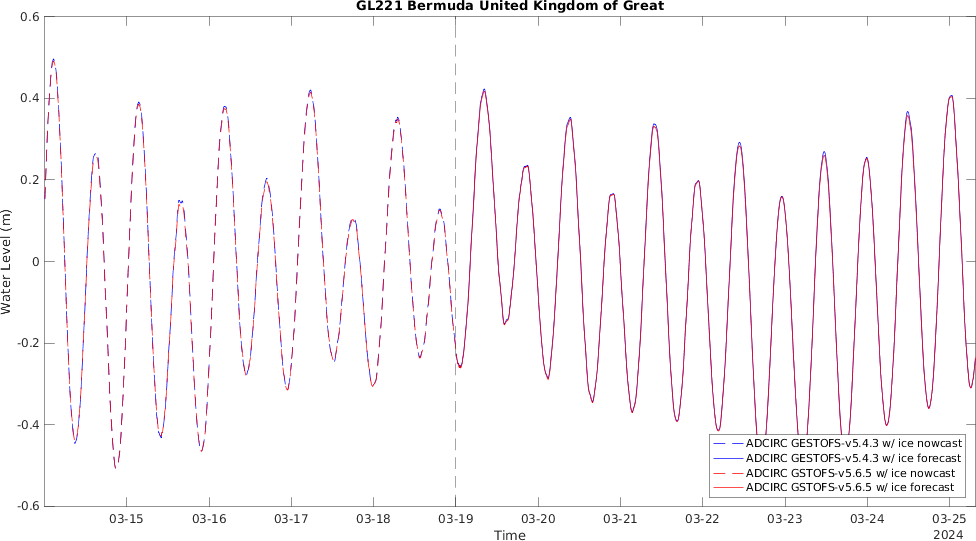 GL221 Bermuda United Kingdom of Great
Water Level (m)
0.6
0.4
0.2
0
-0.2
-0.4
-0.6
ADCIRC GESTOFS-v5.4.3 w/ ice nowcast
ADCIRC GESTOFS-v5.4.3 w/ ice forecast
ADCIRC GSTOFS-v5.6.5 w/ ice nowcast
ADCIRC GSTOFS-v5.6.5 w/ ice forecast
03-15 03-16 03-17 03-18 03-19 03-20 03-21 03-22 03-23 03-24 03-25
Time 2024